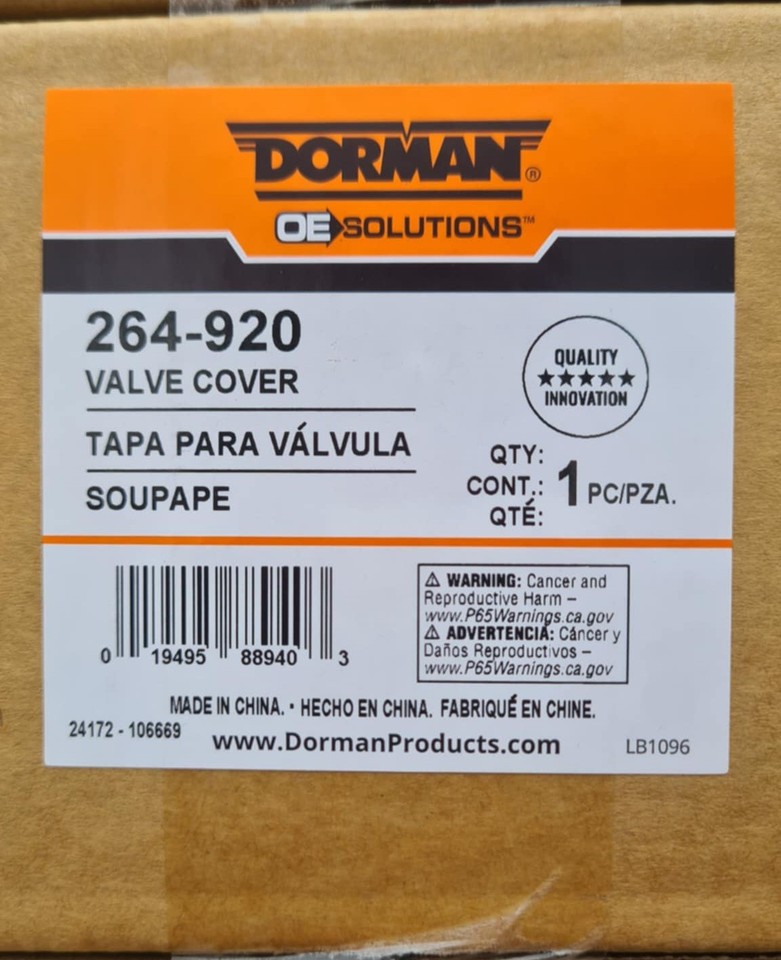 DORMAN®
OE SOLUTIONS™
264-920
VALVE COVER
TAPA PARA VÁLVULA
SOUPAPE
QUALITY
★★★★★
INNOVATION
QTY:
CONT.: 1 PC/PZA.
QTÉ:
0 19495 88940 3
⚠ WARNING: Cancer and
Reproductive Harm –
www.P65Warnings.ca.gov
⚠ ADVERTENCIA: Cáncer y
Daños Reproductivos –
www.P65Warnings.ca.gov
MADE IN CHINA. • HECHO EN CHINA. FABRIQUÉ EN CHINE.
24172 - 106669
www.DormanProducts.com
LB1096